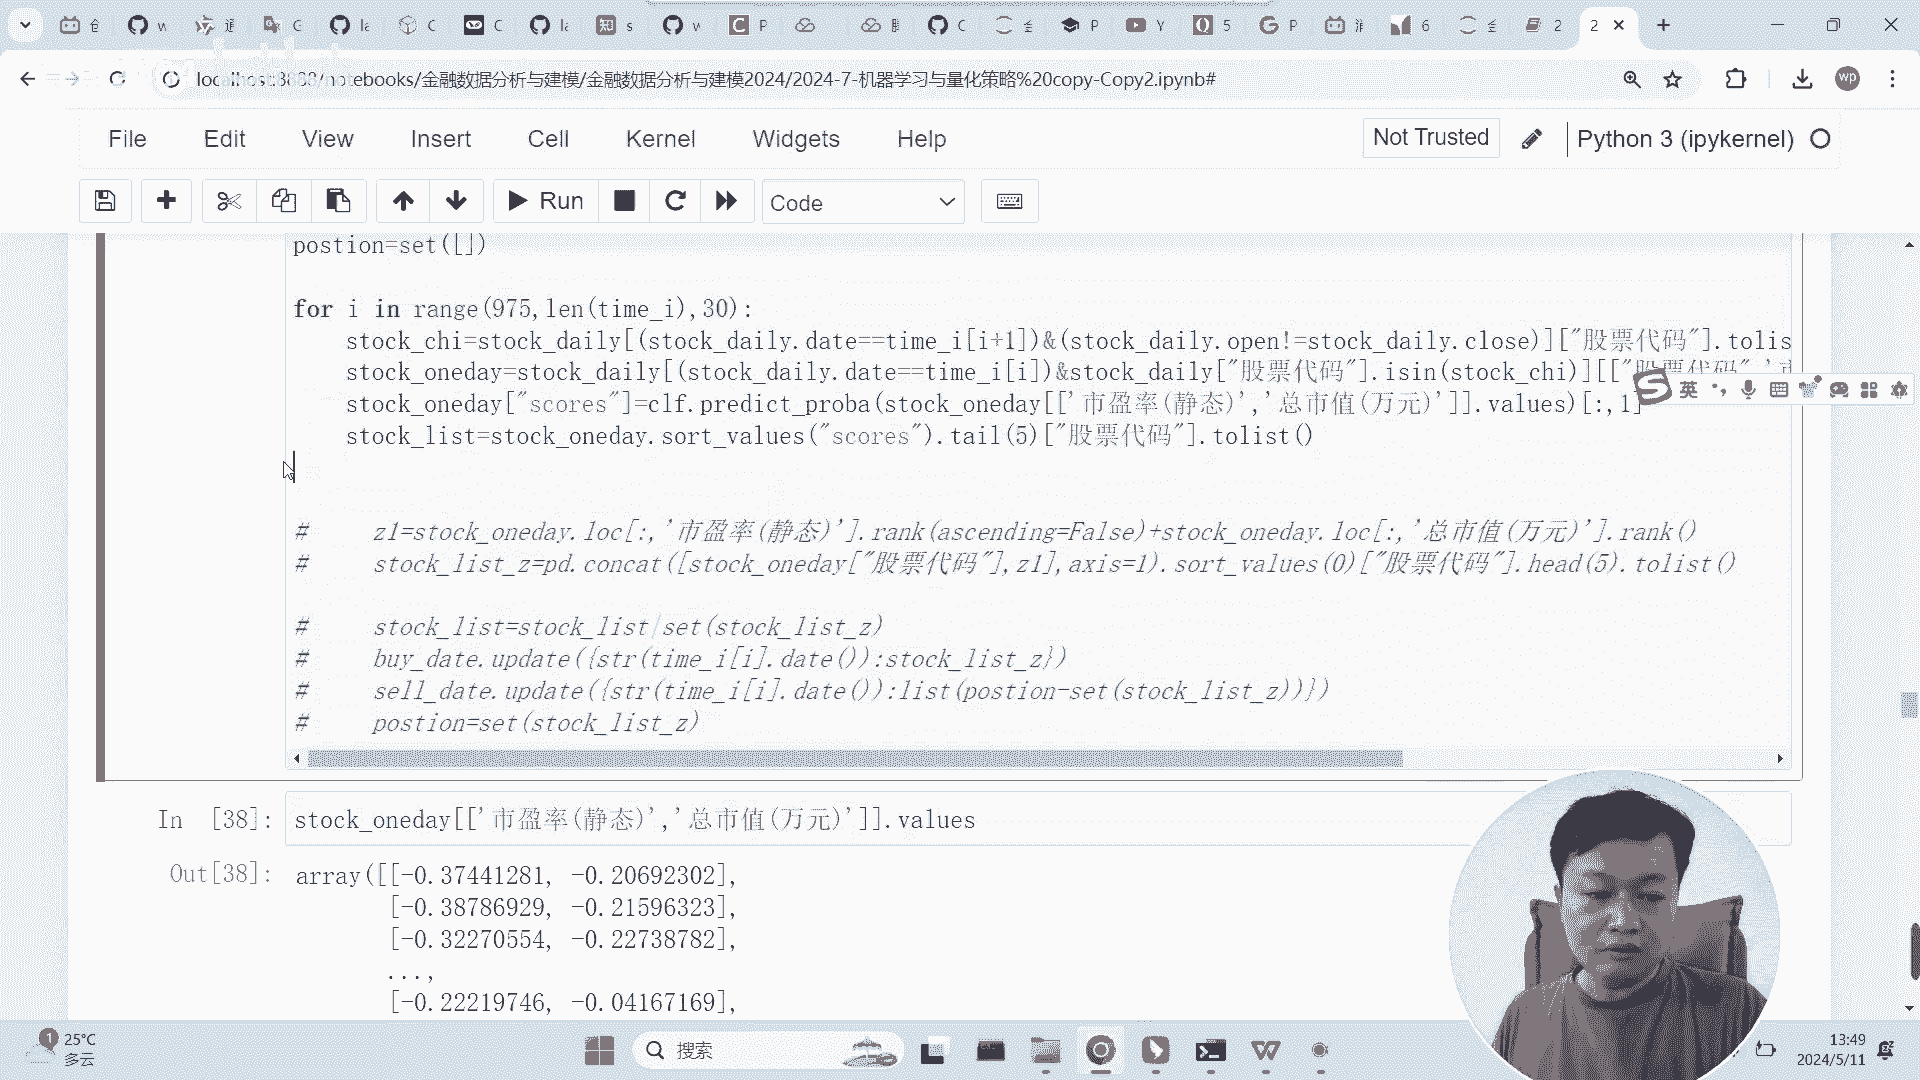 localhost:8888/notebooks/金融数据分析与建模/金融数据分析与建模2024/2024-7-机器学习与量化策略%20copy-Copy2.ipynb#
wp
File Edit View Insert Cell Kernel Widgets Help
Not Trusted
Python 3 (ipykernel)
Run
Code
postion=set([])
for i in range(975,len(time_i),30):
stock_chi=stock_daily[(stock_daily.date==time_i[i+1])&(stock_daily.open!=stock_daily.close)]["股票代码"].tolis
stock_oneday=stock_daily[(stock_daily.date==time_i[i])&stock_daily["股票代码"].isin(stock_chi)][["股票代码",'市
stock_oneday["scores"]=clf.predict_proba(stock_oneday[['市盈率(静态)','总市值(万元)']].values)[:,1]
英
stock_list=stock_oneday.sort_values("scores").tail(5)["股票代码"].tolist()
# z1=stock_oneday.loc[:,'市盈率(静态)'].rank(ascending=False)+stock_oneday.loc[:,'总市值(万元)'].rank()
# stock_list_z=pd.concat([stock_oneday["股票代码"],z1],axis=1).sort_values(0)["股票代码"].head(5).tolist()
# stock_list=stock_list|set(stock_list_z)
# buy_date.update({str(time_i[i].date()):stock_list_z})
# sell_date.update({str(time_i[i].date()):list(postion-set(stock_list_z))})
# postion=set(stock_list_z)
In [38]: stock_oneday[['市盈率(静态)','总市值(万元)']].values
Out[38]: array([[-0.37441281, -0.20692302],
[-0.38786929, -0.21596323],
[-0.32270554, -0.22738782],
...,
[-0.22219746, -0.04167169],
1
25°C
多云
搜索
13:49
2024/5/11